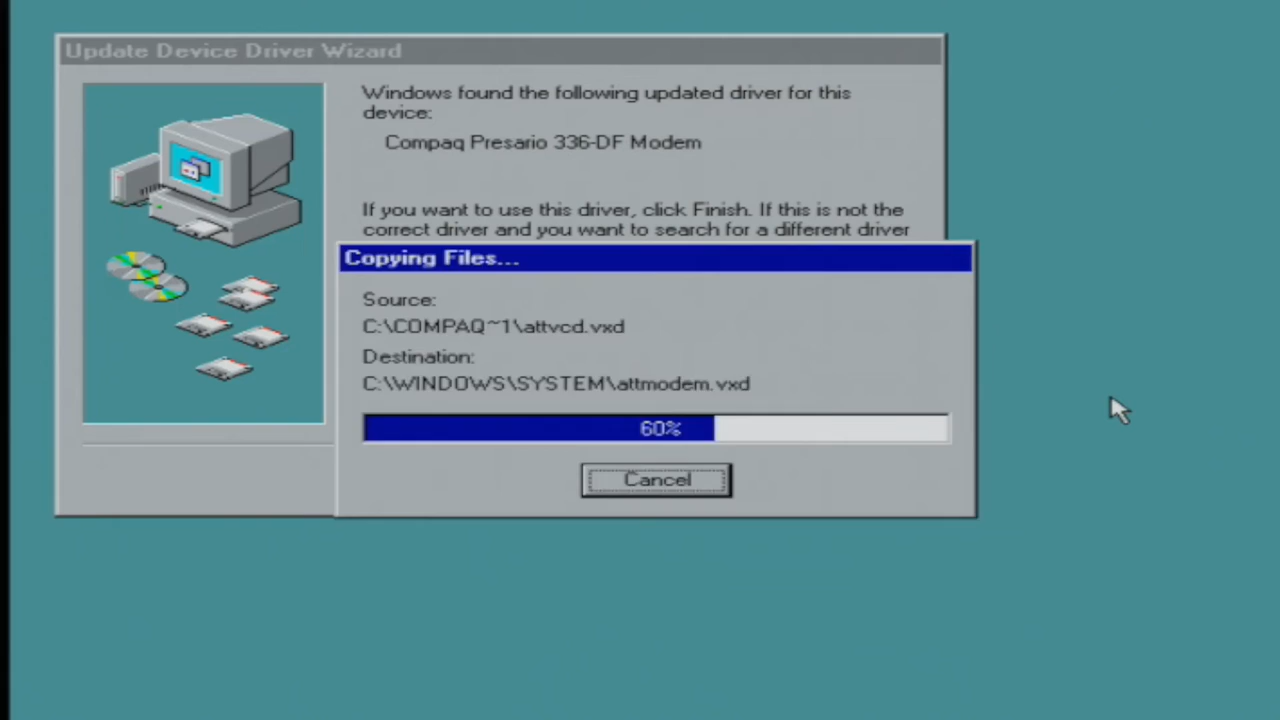 Update Device Driver Wizard
Windows found the following updated driver for this
device:
Compaq Presario 336-DF Modem
If you want to use this driver, click Finish. If this is not the
correct driver and you want to search for a different driver
Copying Files...
Source:
C:\COMPAQ~1\attvcd.vxd
Destination:
C:\WINDOWS\SYSTEM\attmodem.vxd
60%
Cancel